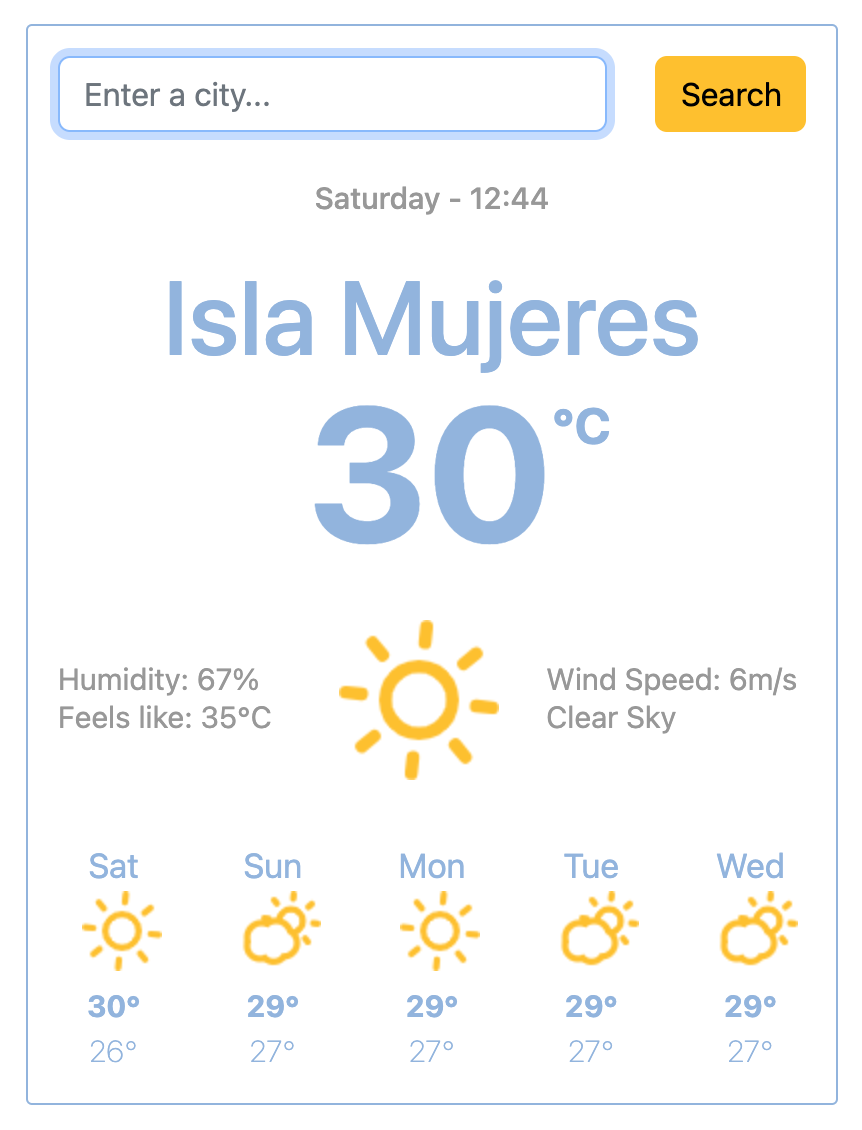 Enter a city...
Search
Saturday - 12:44
Isla Mujeres
30°C
Humidity: 67%
Feels like: 35°C
Wind Speed: 6m/s
Clear Sky
Sat Sun Mon Tue Wed
30° 29° 29° 29° 29°
26° 27° 27° 27° 27°